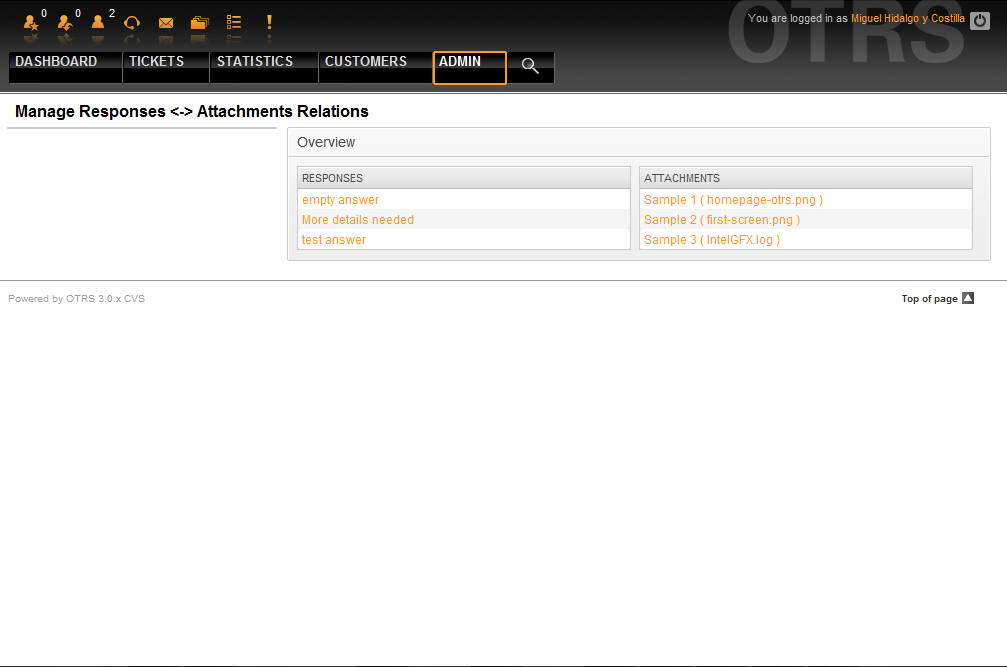 0 0 2
You are logged in as Miguel Hidalgo y Costilla
OTRS
DASHBOARD TICKETS STATISTICS CUSTOMERS ADMIN
Manage Responses <-> Attachments Relations
Overview
RESPONSES
empty answer
More details needed
test answer
ATTACHMENTS
Sample 1 ( homepage-otrs.png )
Sample 2 ( first-screen.png )
Sample 3 ( IntelGFX.log )
Powered by OTRS 3.0.x CVS
Top of page